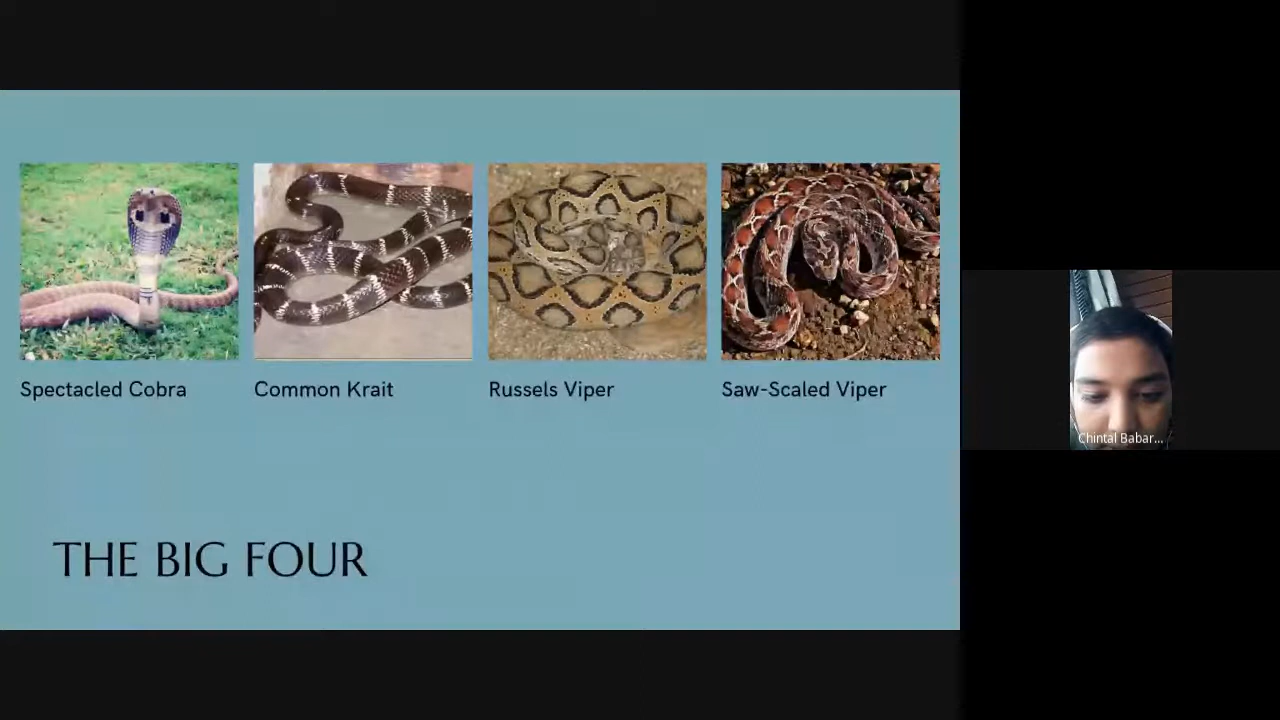 Spectacled Cobra
Common Krait
Russels Viper
Saw-Scaled Viper
THE BIG FOUR
Chintal Babar...